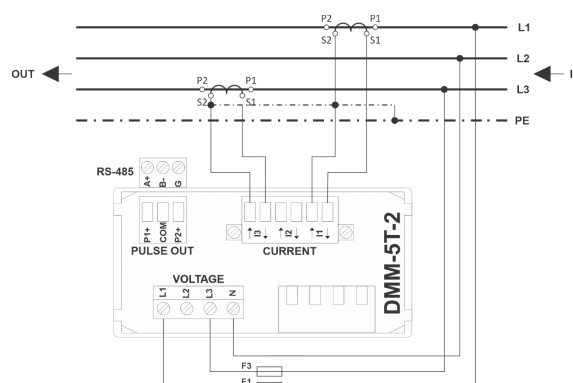 P2 P1 L1
S2 S1
L2
OUT I
P2 P1
L3
S2 S1
PE
RS-485 A+ B- G
P1+ COM P2+
PULSE OUT
I3 I2 I1
CURRENT
DMM-5T-2
VOLTAGE
L1 L2 L3 N
F3
F1